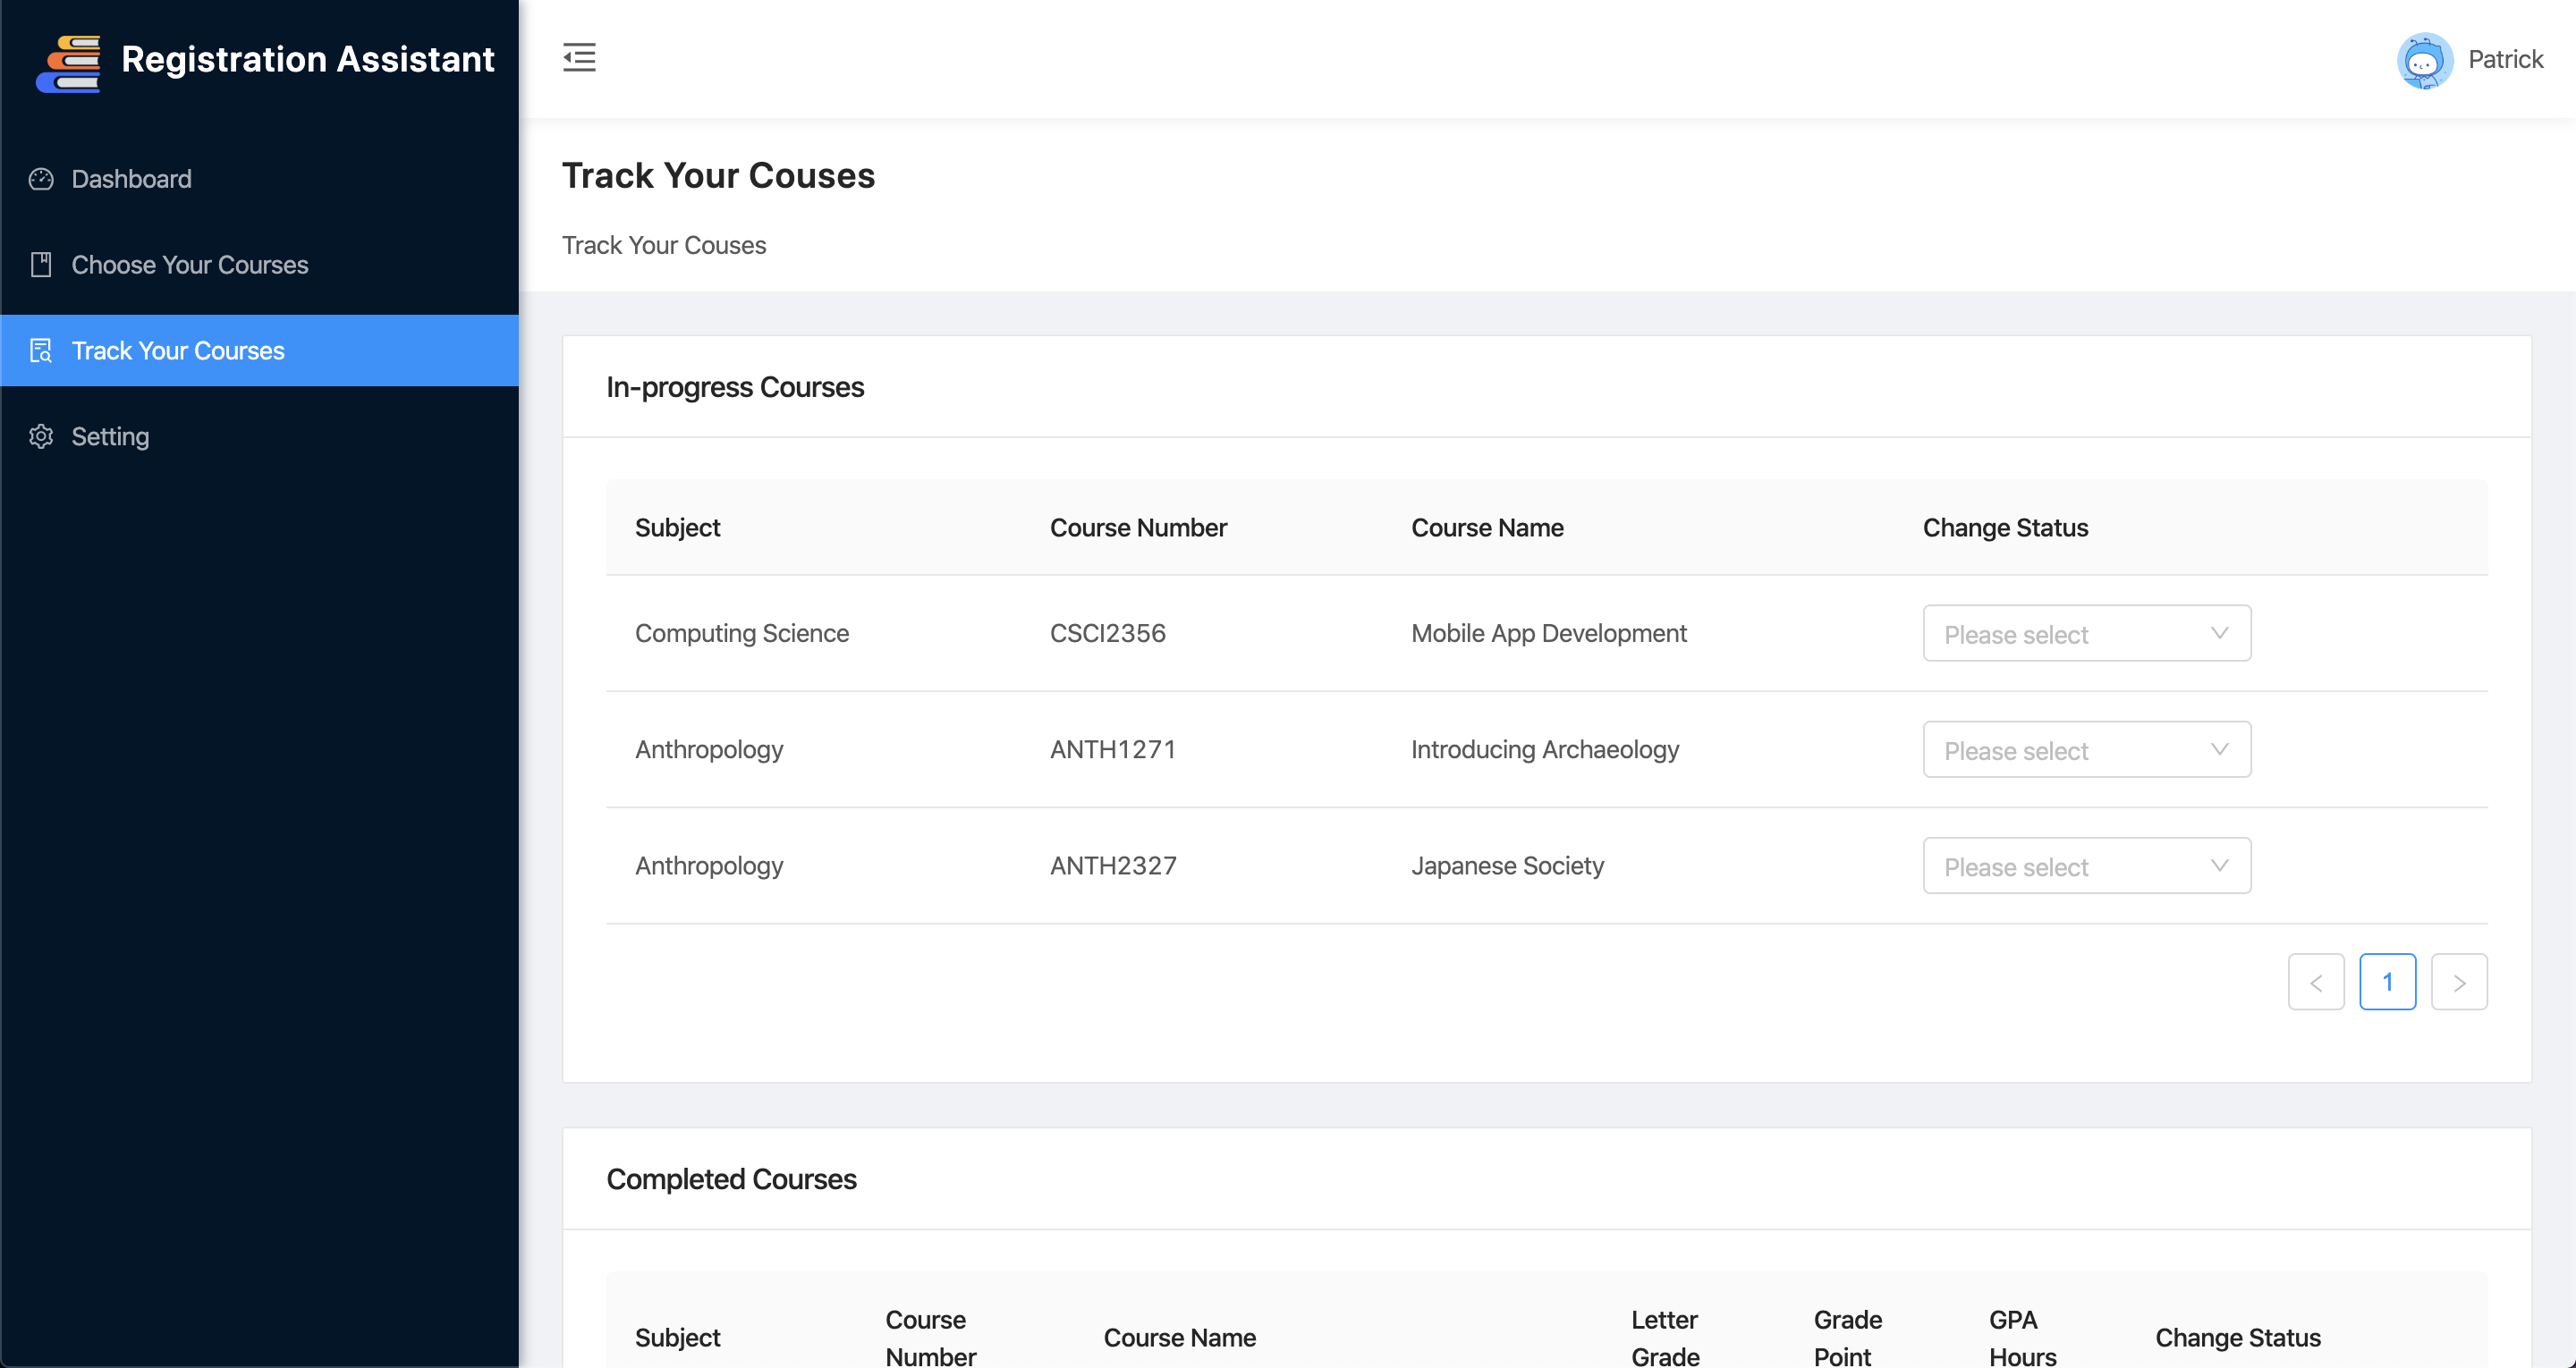 Registration Assistant
Patrick
Dashboard
Choose Your Courses
Track Your Courses
Setting
Track Your Couses
Track Your Couses
In-progress Courses
Subject Course Number Course Name Change Status
Computing Science CSCI2356 Mobile App Development Please select
Anthropology ANTH1271 Introducing Archaeology Please select
Anthropology ANTH2327 Japanese Society Please select
< 1 >
Completed Courses
Subject Course Number Course Name Letter Grade Grade Point GPA Hours Change Status